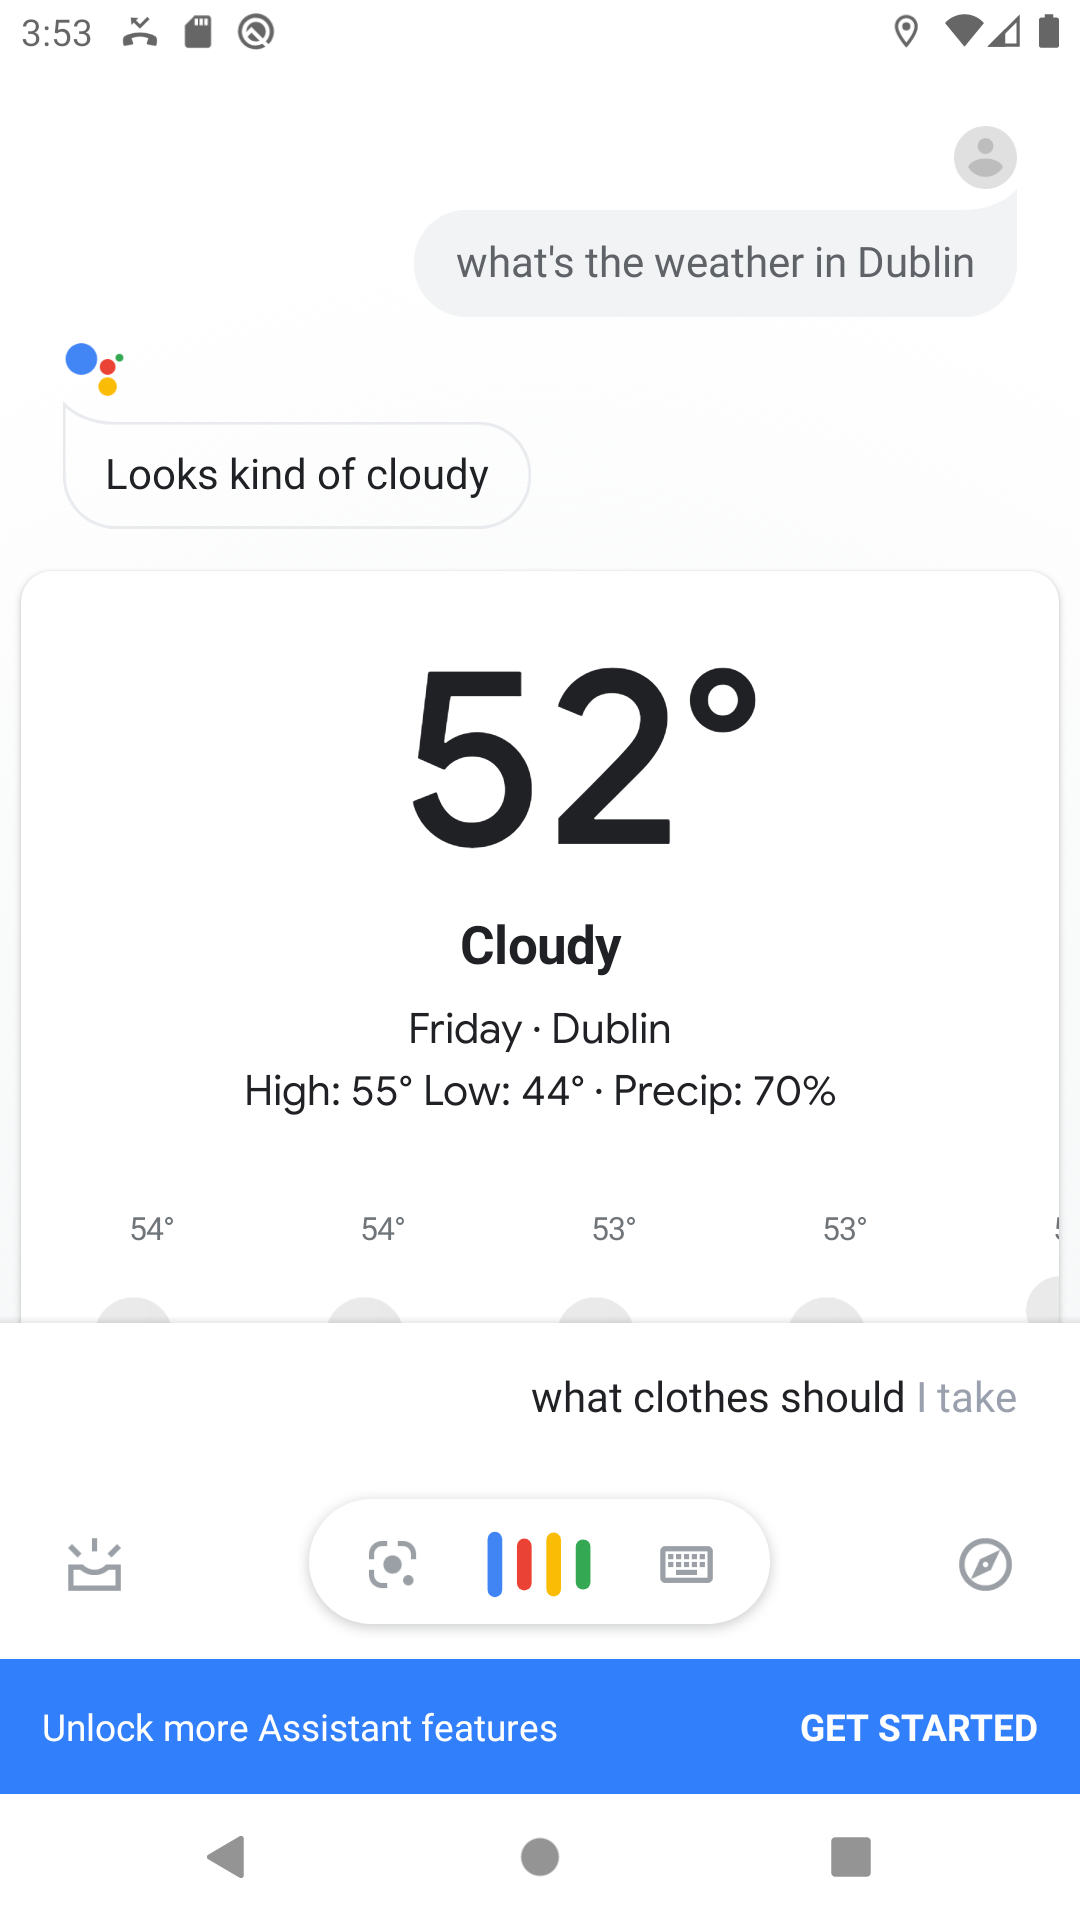 3:53
what's the weather in Dublin
Looks kind of cloudy
52°
Cloudy
Friday · Dublin
High: 55° Low: 44° · Precip: 70%
54° 54° 53° 53°
what clothes should I take
Unlock more Assistant features GET STARTED